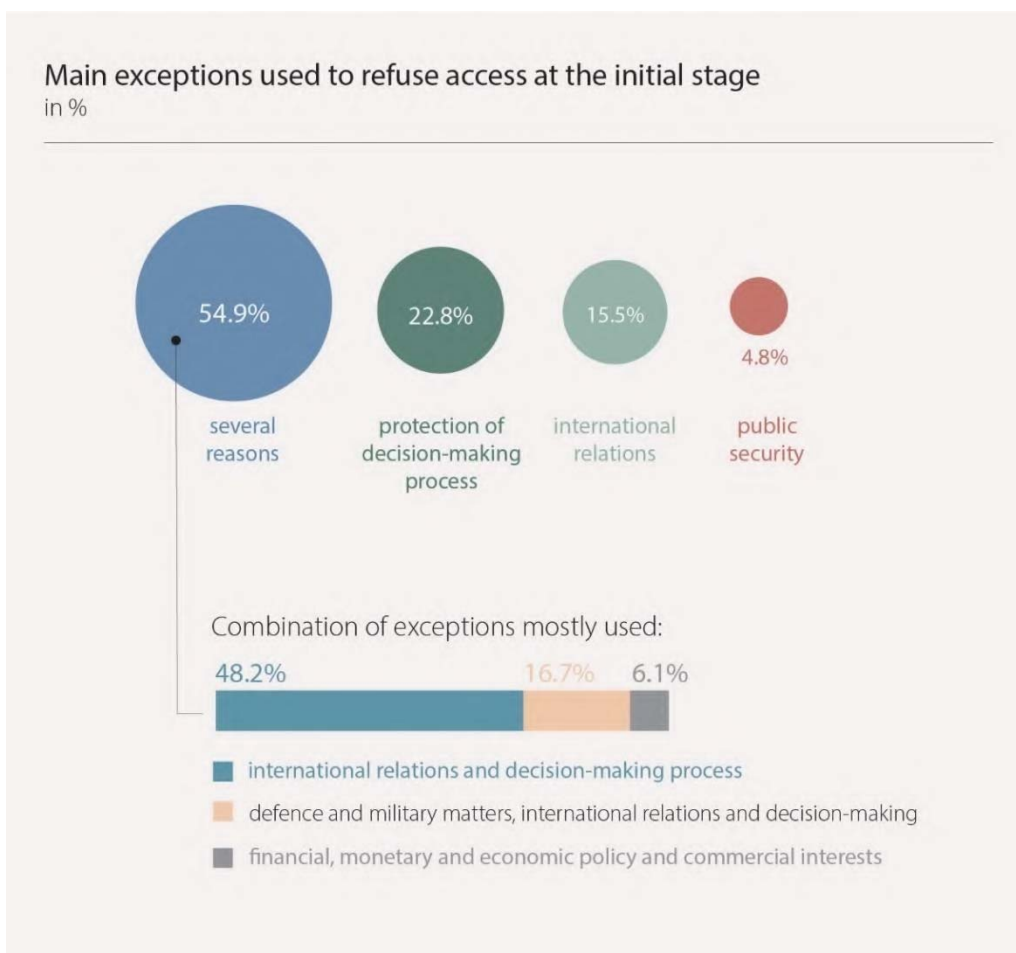 Main exceptions used to refuse access at the initial stage
in %
54.9%
22.8%
15.5%
4.8%
several
reasons
protection of
decision-making
process
international
relations
public
security
Combination of exceptions mostly used:
48.2%
16.7%
6.1%
international relations and decision-making process
defence and military matters, international relations and decision-making
financial, monetary and economic policy and commercial interests